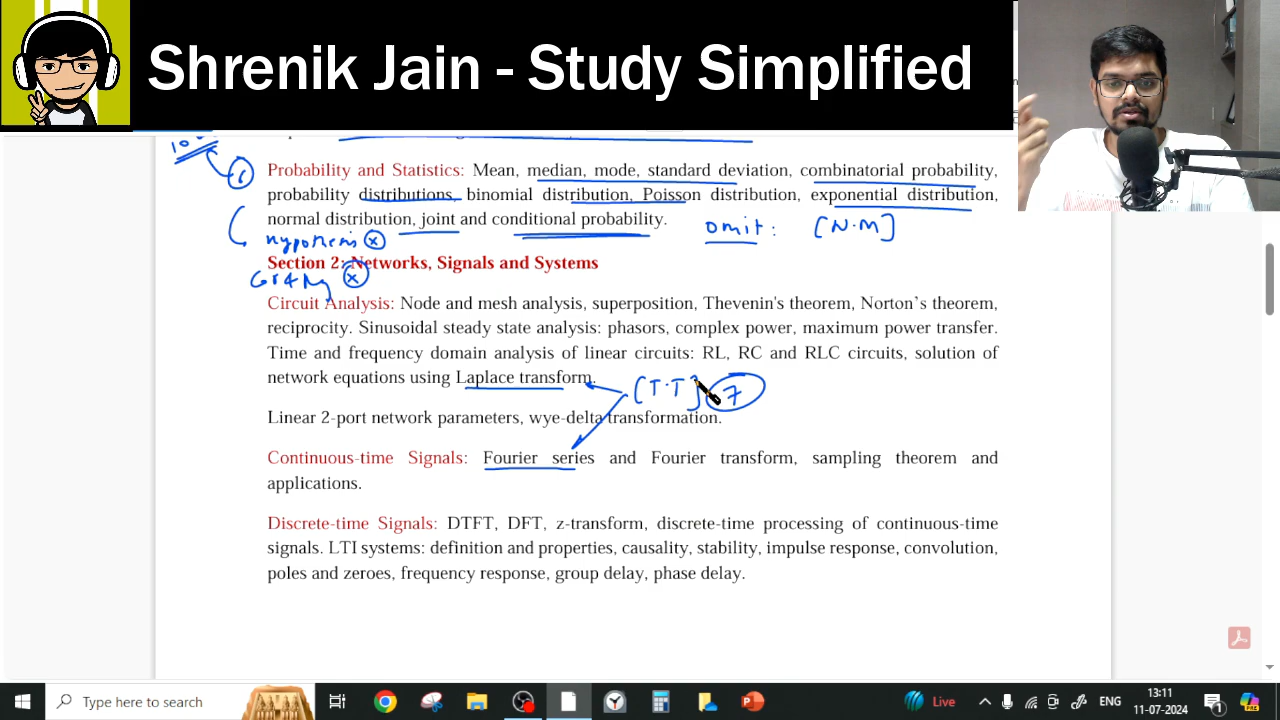 Shrenik Jain - Study Simplified
Probability and Statistics: Mean, median, mode, standard deviation, combinatorial probability,
probability distributions, binomial distribution, Poisson distribution, exponential distribution,
normal distribution, joint and conditional probability.
omit: [N.M]
Section 2: Networks, Signals and Systems
Circuit Analysis: Node and mesh analysis, superposition, Thevenin's theorem, Norton's theorem,
reciprocity. Sinusoidal steady state analysis: phasors, complex power, maximum power transfer.
Time and frequency domain analysis of linear circuits: RL, RC and RLC circuits, solution of
network equations using Laplace transform.
[T.T] 7
Linear 2-port network parameters, wye-delta transformation.
Continuous-time Signals: Fourier series and Fourier transform, sampling theorem and
applications.
Discrete-time Signals: DTFT, DFT, z-transform, discrete-time processing of continuous-time
signals. LTI systems: definition and properties, causality, stability, impulse response, convolution,
poles and zeroes, frequency response, group delay, phase delay.
Type here to search
Live
ENG
13:11
11-07-2024
1